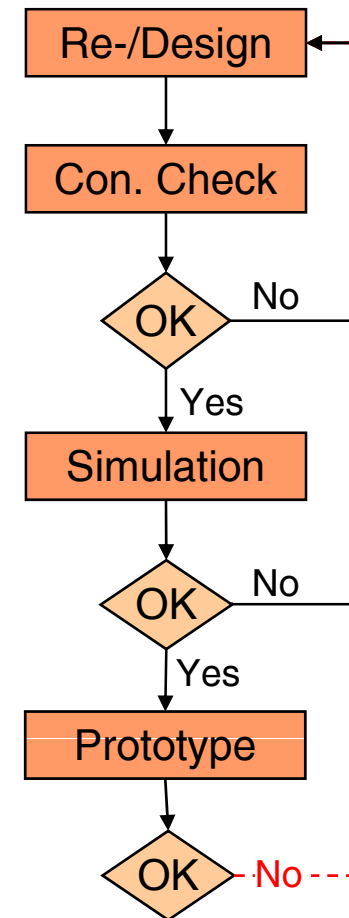 Re-/Design
Con. Check
OK
No
Yes
Simulation
OK
No
Yes
Prototype
OK
No